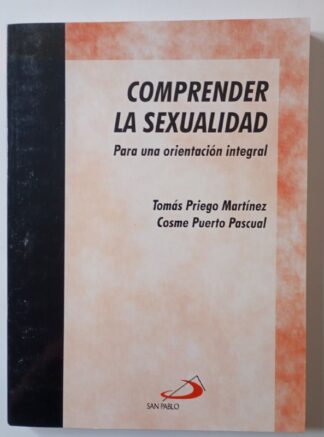 COMPRENDER
LA SEXUALIDAD
Para una orientación integral
Tomás Priego Martínez
Cosme Puerto Pascual
SAN PABLO